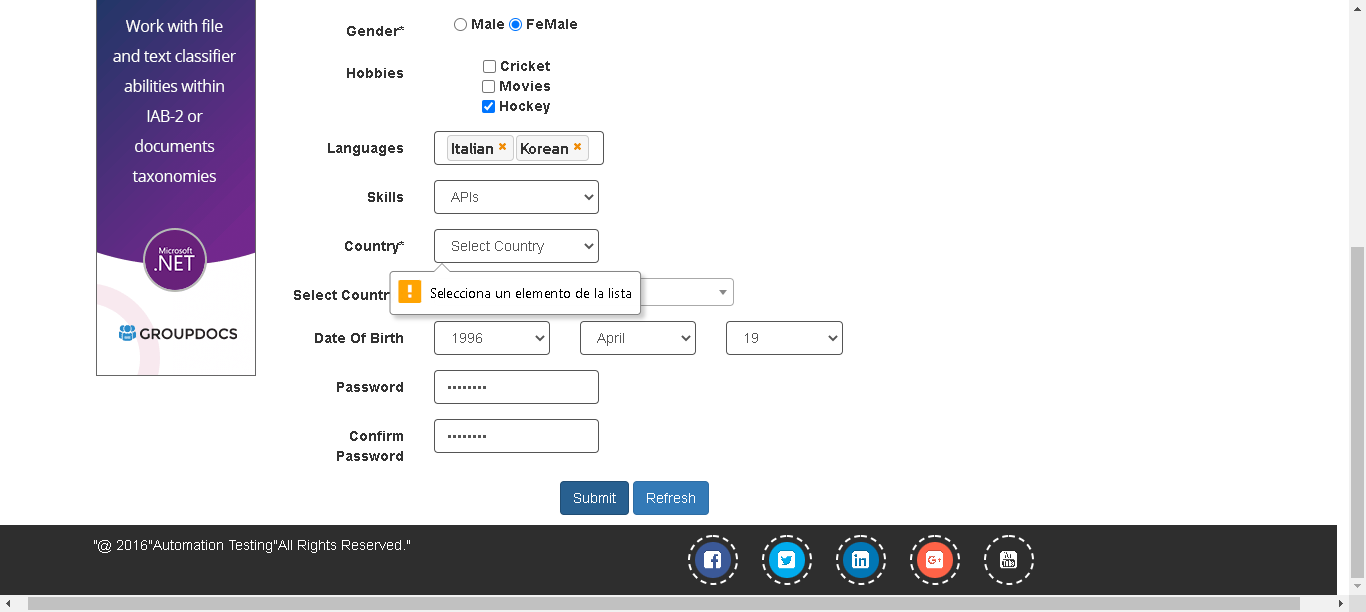 Work with file
and text classifier
abilities within
IAB-2 or
documents
taxonomies
Microsoft
.NET
GROUPDOCS
Gender*
Male FeMale
Hobbies
Cricket
Movies
Hockey
Languages
Italian × Korean ×
Skills
APIs
Country*
Select Country
Selecciona un elemento de la lista
Select Countr
Date Of Birth
1996 April 19
Password
••••••••
Confirm
Password
••••••••
Submit Refresh
"@ 2016"Automation Testing"All Rights Reserved."